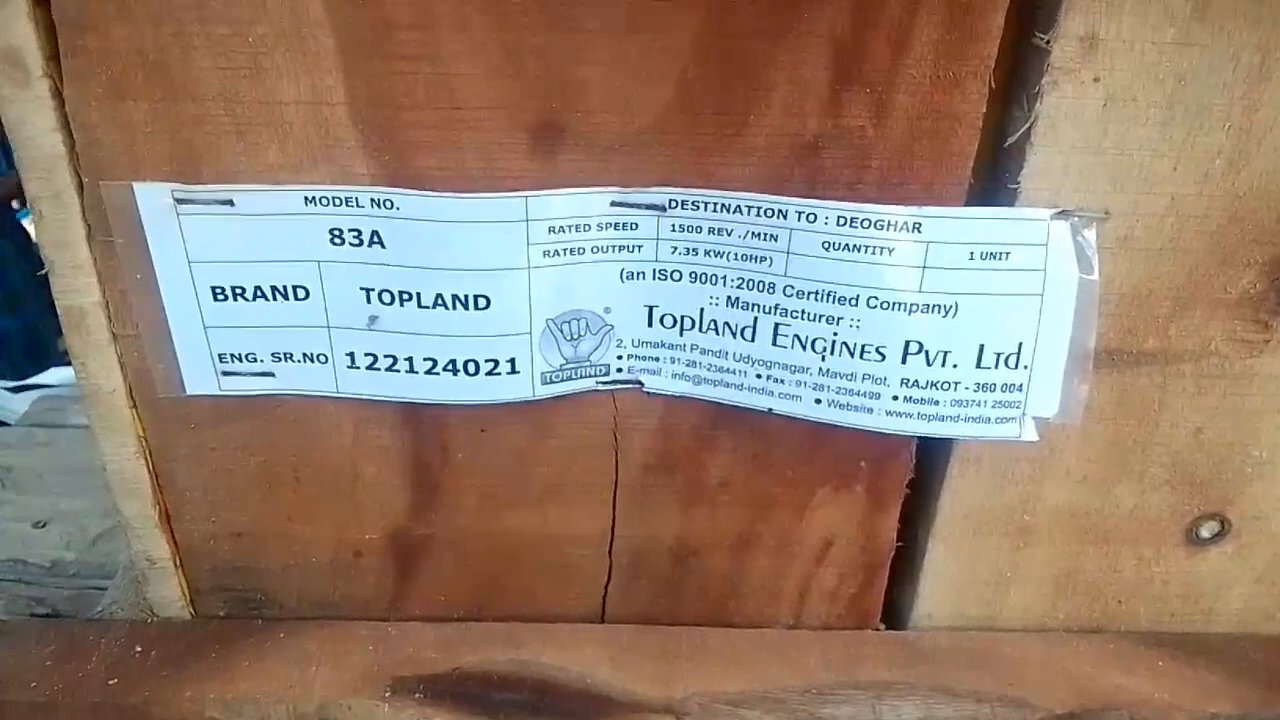 MODEL NO.
83A
BRAND TOPLAND
ENG. SR.NO 122124021
DESTINATION TO : DEOGHAR
RATED SPEED 1500 REV./MIN QUANTITY 1 UNIT
RATED OUTPUT 7.35 KW(10HP)
(an ISO 9001:2008 Certified Company)
:: Manufacturer ::
Topland Engines Pvt. Ltd.
2, Umakant Pandit Udyognagar, Mavdi Plot, RAJKOT - 360 004
● Phone : 91-281-2364411 ● Fax : 91-281-2364499 ● Mobile : 093741 25002
● E-mail : info@topland-india.com ● Website : www.topland-india.com
®
TOPLAND